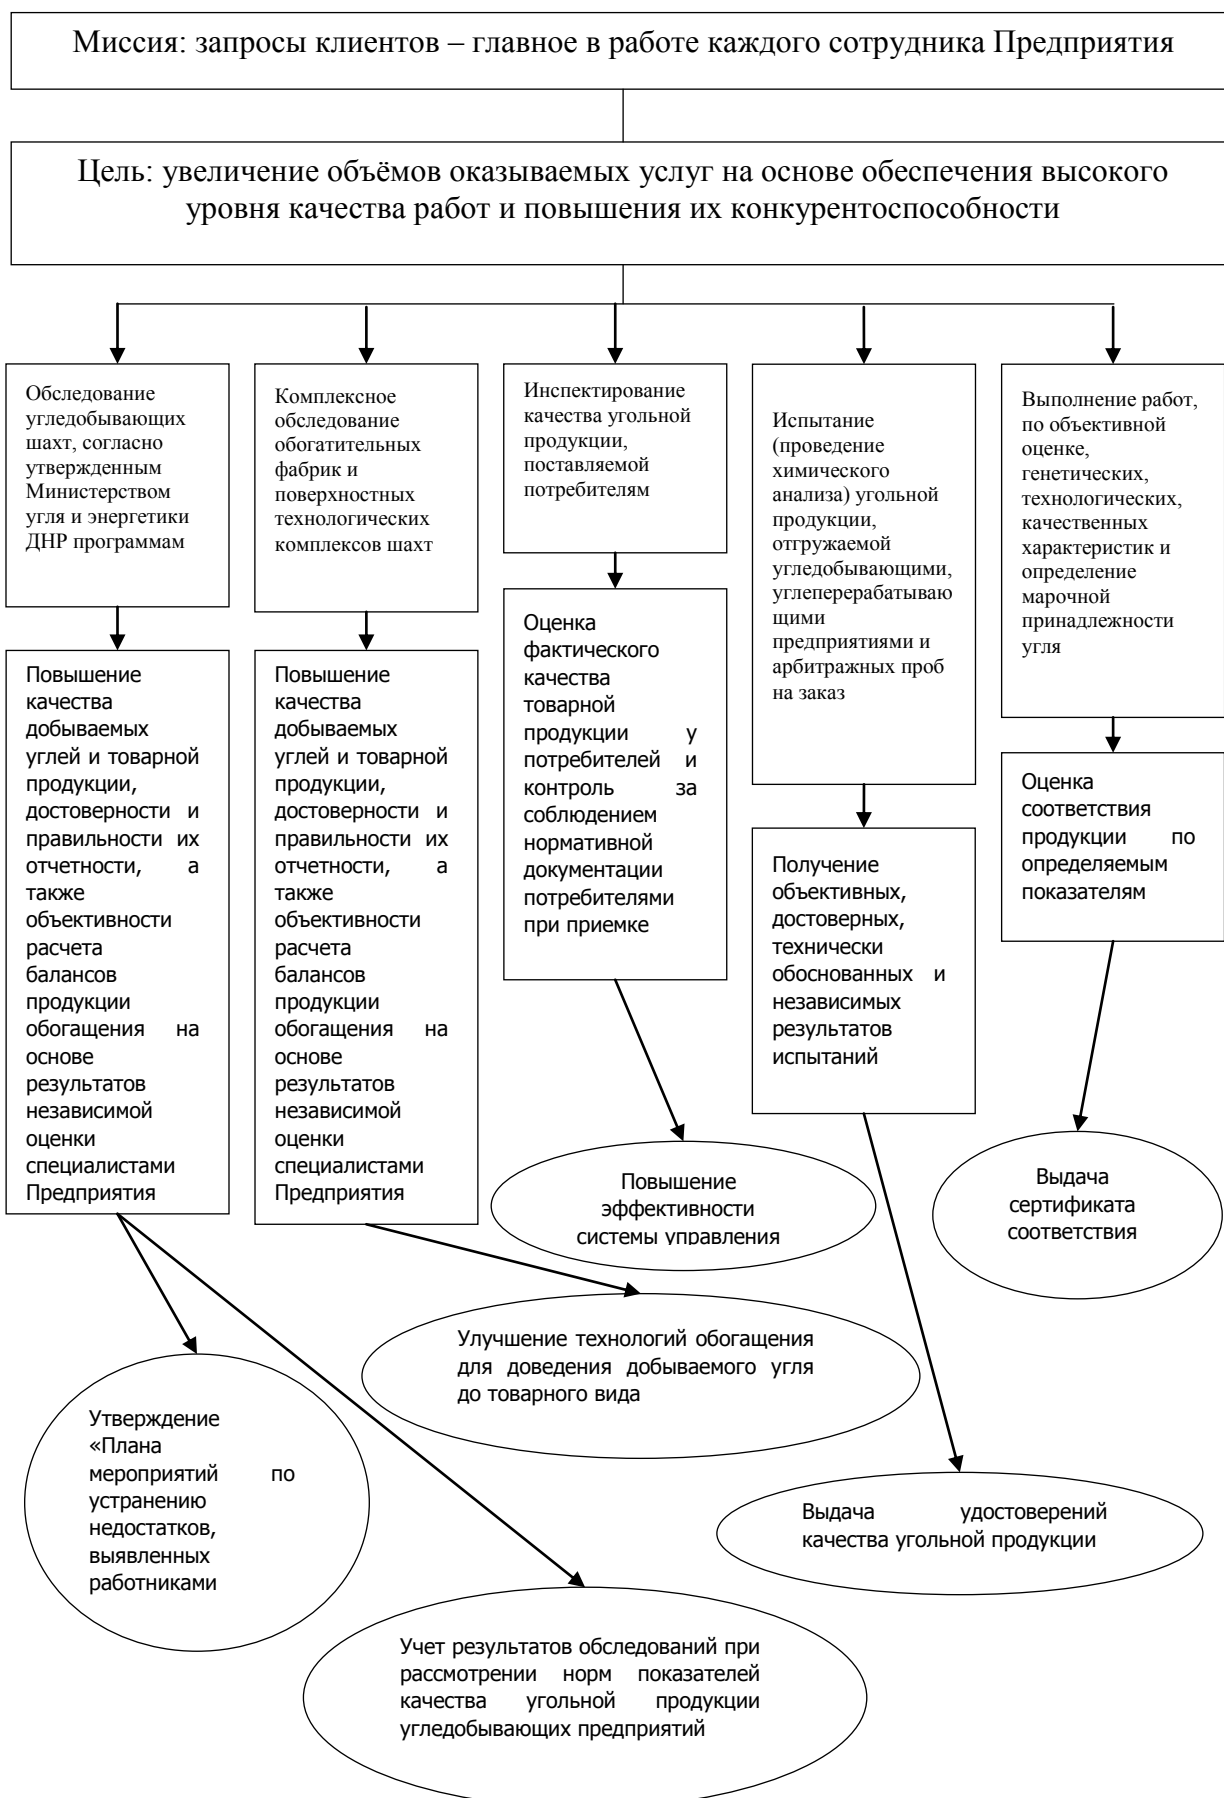 Миссия: запросы клиентов – главное в работе каждого сотрудника Предприятия
Цель: увеличение объёмов оказываемых услуг на основе обеспечения высокого
уровня качества работ и повышения их конкурентоспособности
Обследование
угледобывающих
шахт, согласно
утвержденным
Министерством
угля и энергетики
ДНР программам
Комплексное
обследование
обогатительных
фабрик и
поверхностных
технологических
комплексов шахт
Инспектирование
качества угольной
продукции,
поставляемой
потребителям
Испытание
(проведение
химического
анализа) угольной
продукции,
отгружаемой
угледобывающими,
углеперерабатываю
щими
предприятиями и
арбитражных проб
на заказ
Выполнение работ,
по объективной
оценке,
генетических,
технологических,
качественных
характеристик и
определение
марочной
принадлежности
угля
Повышение
качества
добываемых
углей и товарной
продукции,
достоверности и
правильности их
отчетности, а
также
объективности
расчета
балансов
продукции
обогащения на
основе
результатов
независимой
оценки
специалистами
Предприятия
Повышение
качества
добываемых
углей и товарной
продукции,
достоверности и
правильности их
отчетности, а
также
объективности
расчета
балансов
продукции
обогащения на
основе
результатов
независимой
оценки
специалистами
Предприятия
Оценка
фактического
качества
товарной
продукции у
потребителей и
контроль за
соблюдением
нормативной
документации
потребителями
при приемке
Получение
объективных,
достоверных,
технически
обоснованных и
независимых
результатов
испытаний
Оценка
соответствия
продукции по
определяемым
показателям
Повышение
эффективности
системы управления
Выдача
сертификата
соответствия
Улучшение технологий обогащения
для доведения добываемого угля
до товарного вида
Утверждение
«Плана
мероприятий по
устранению
недостатков,
выявленных
работниками
Выдача удостоверений
качества угольной продукции
Учет результатов обследований при
рассмотрении норм показателей
качества угольной продукции
угледобывающих предприятий